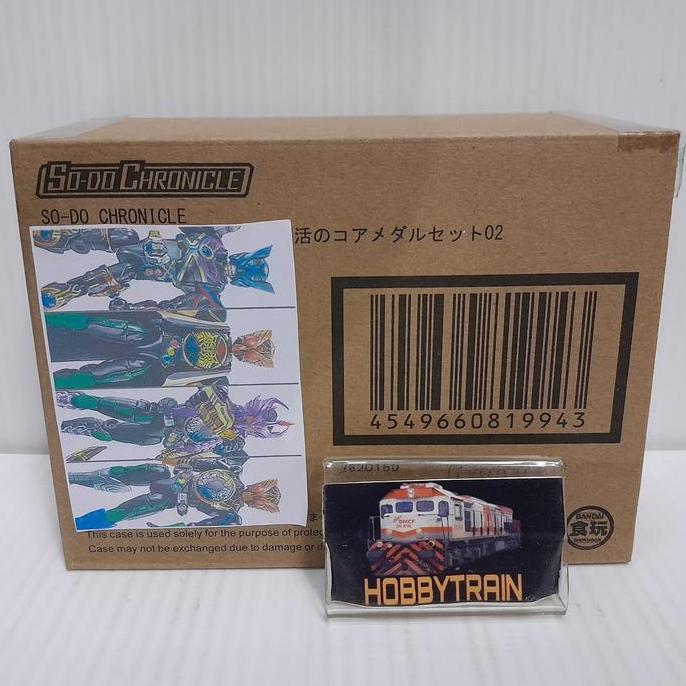 SO-DO CHRONICLE
SO-DO CHRONICLE
活のコアメダルセット02
4549660819943
This case is used solely for the purpose of protec
Case may not be exchanged due to damage or d
BANDAI
食玩
SHOKUGAN
HOBBYTRAIN